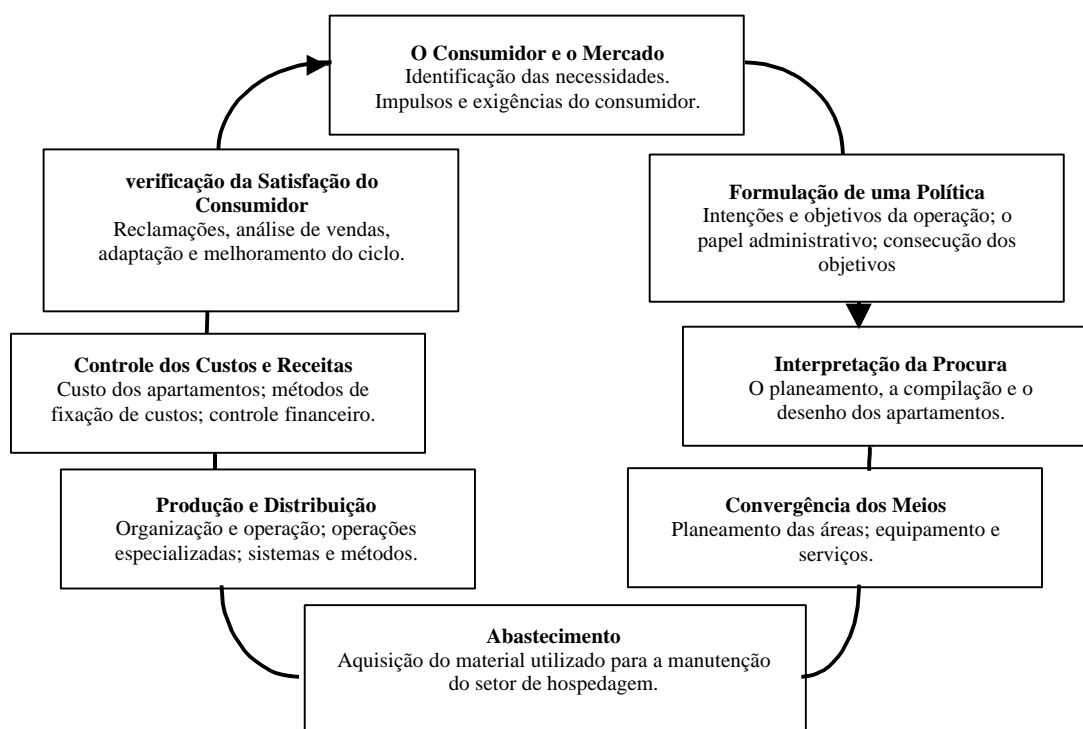 O Consumidor e o Mercado
Identificação das necessidades.
Impulsos e exigências do consumidor.
Formulação de uma Política
Intenções e objetivos da operação; o
papel administrativo; consecução dos
objetivos
Interpretação da Procura
O planeamento, a compilação e o
desenho dos apartamentos.
Convergência dos Meios
Planeamento das áreas; equipamento e
serviços.
Abastecimento
Aquisição do material utilizado para a manutenção
do setor de hospedagem.
Produção e Distribuição
Organização e operação; operações
especializadas; sistemas e métodos.
Controle dos Custos e Receitas
Custo dos apartamentos; métodos de
fixação de custos; controle financeiro.
verificação da Satisfação do
Consumidor
Reclamações, análise de vendas,
adaptação e melhoramento do ciclo.